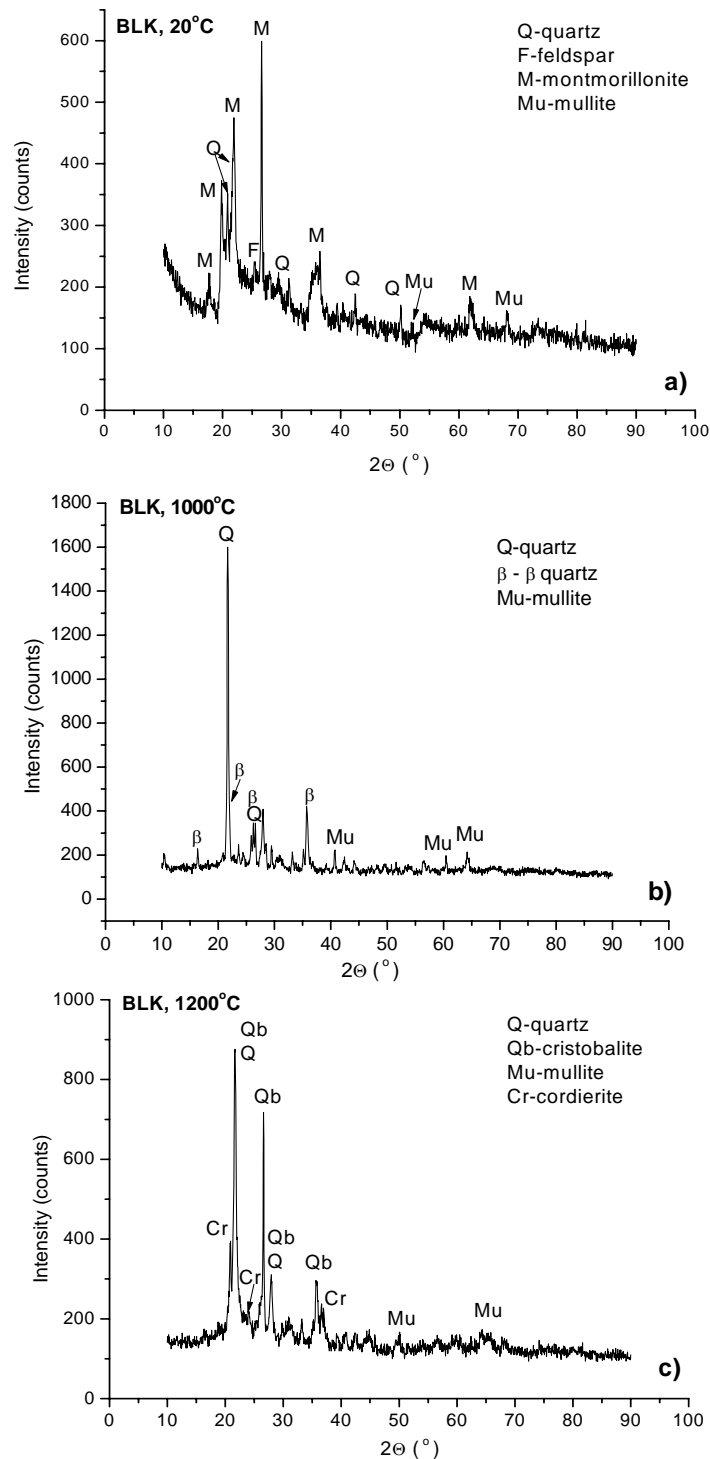 BLK, 20°C
Q-quartz
F-feldspar
M-montmorillonite
Mu-mullite
M
M
Q
M
M
F
Q
M
Q
Q
Mu
M
Mu
Intensity (counts)
600
500
400
300
200
100
0 10 20 30 40 50 60 70 80 90 100
2Θ (°)
a)
BLK, 1000°C
Q-quartz
β - β quartz
Mu-mullite
Q
β
β
β
Q
β
Mu
Mu
Mu
Intensity (counts)
1800
1600
1400
1200
1000
800
600
400
200
0
0 10 20 30 40 50 60 70 80 90 100
2Θ (°)
b)
BLK, 1200°C
Q-quartz
Qb-cristobalite
Mu-mullite
Cr-cordierite
Qb
Q
Qb
Cr
Cr
Qb
Q
Qb
Cr
Mu
Mu
Intensity (counts)
1000
800
600
400
200
0
0 10 20 30 40 50 60 70 80 90 100
2Θ (°)
c)